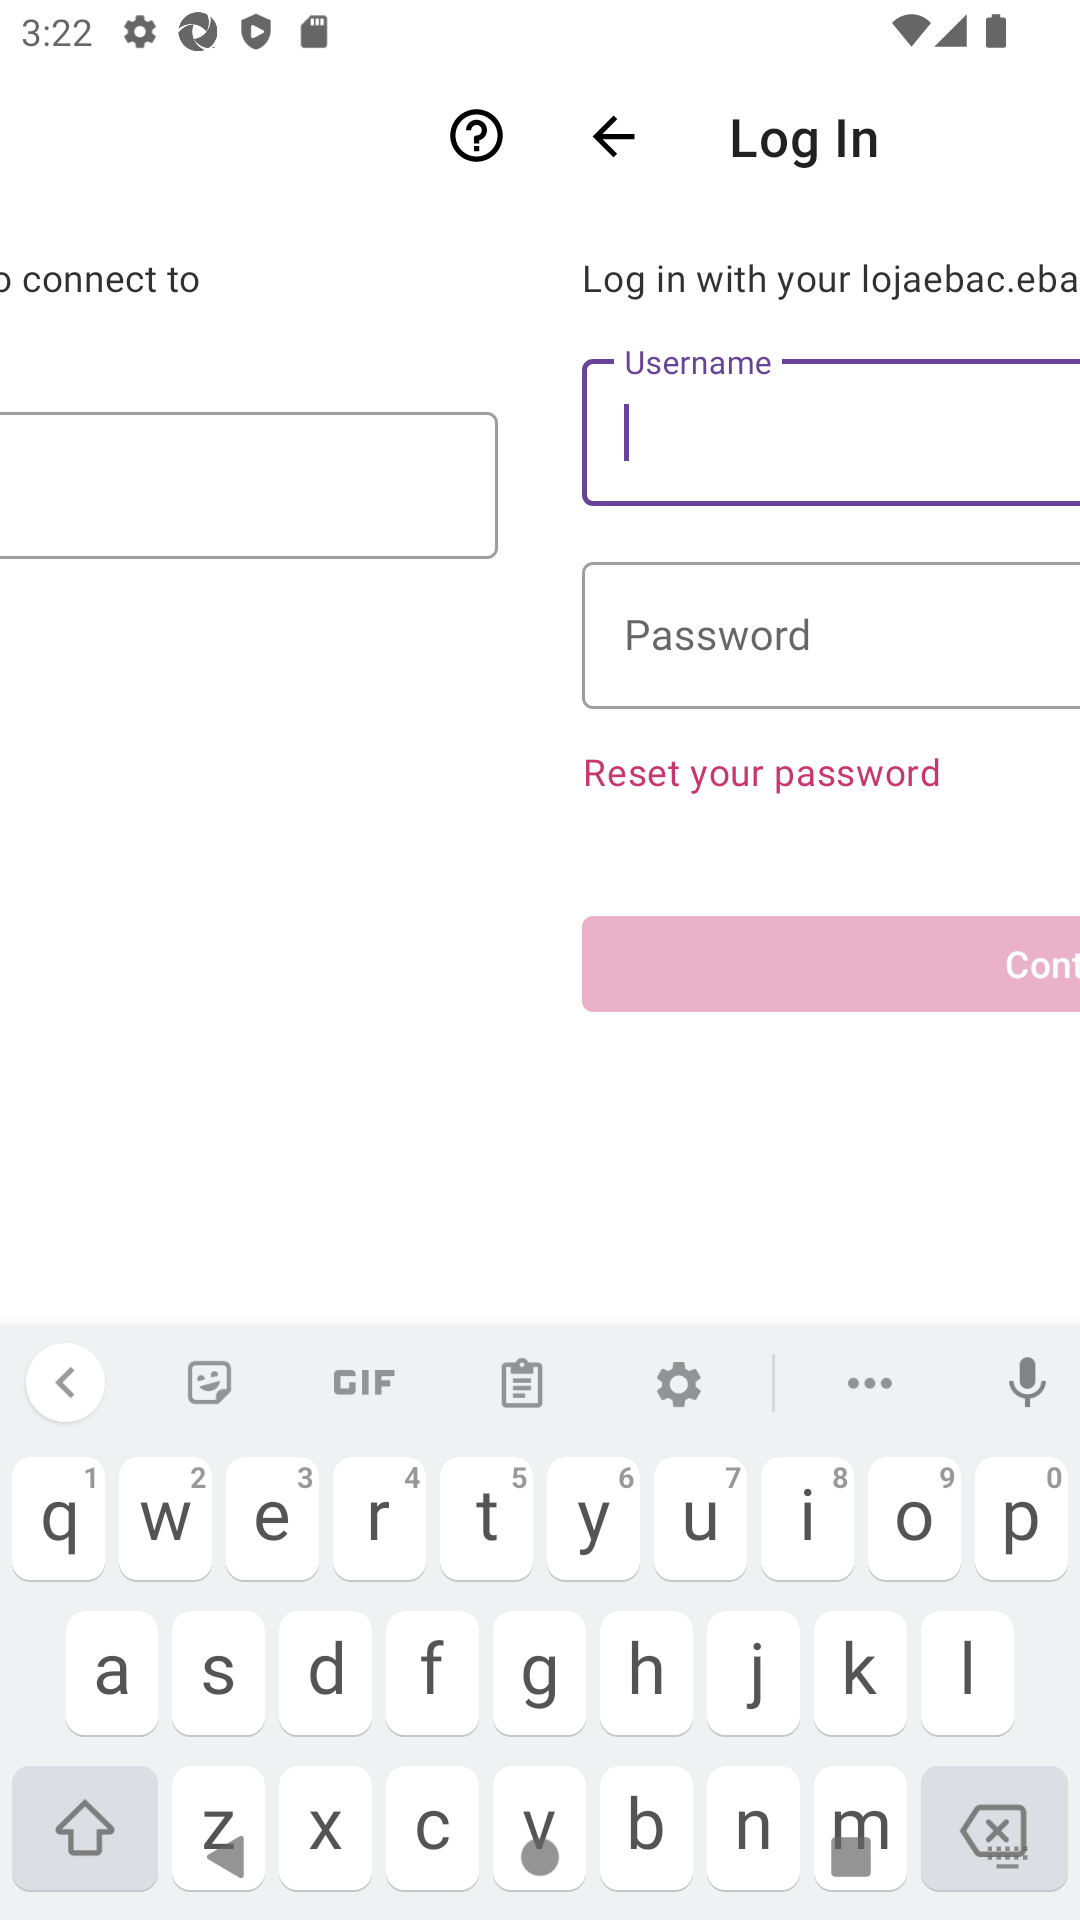 3:22
Log In
o connect to
Log in with your lojaebac.eba
Username
Password
Reset your password
Cont
GIF
q 1 w 2 e 3 r 4 t 5 y 6 u 7 i 8 o 9 p 0
a s d f g h j k l
z x c v b n m